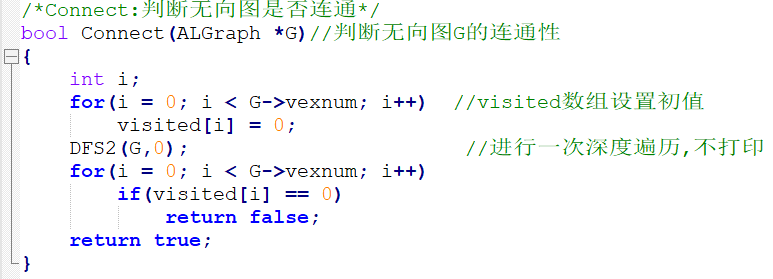 /*Connect:判断无向图是否连通*/
bool Connect(ALGraph *G)//判断无向图G的连通性
{
    int i;
    for(i = 0; i < G->vexnum; i++)  //visited数组设置初值
        visited[i] = 0;
    DFS2(G,0);                       //进行一次深度遍历,不打印
    for(i = 0; i < G->vexnum; i++)
        if(visited[i] == 0)
            return false;
    return true;
}